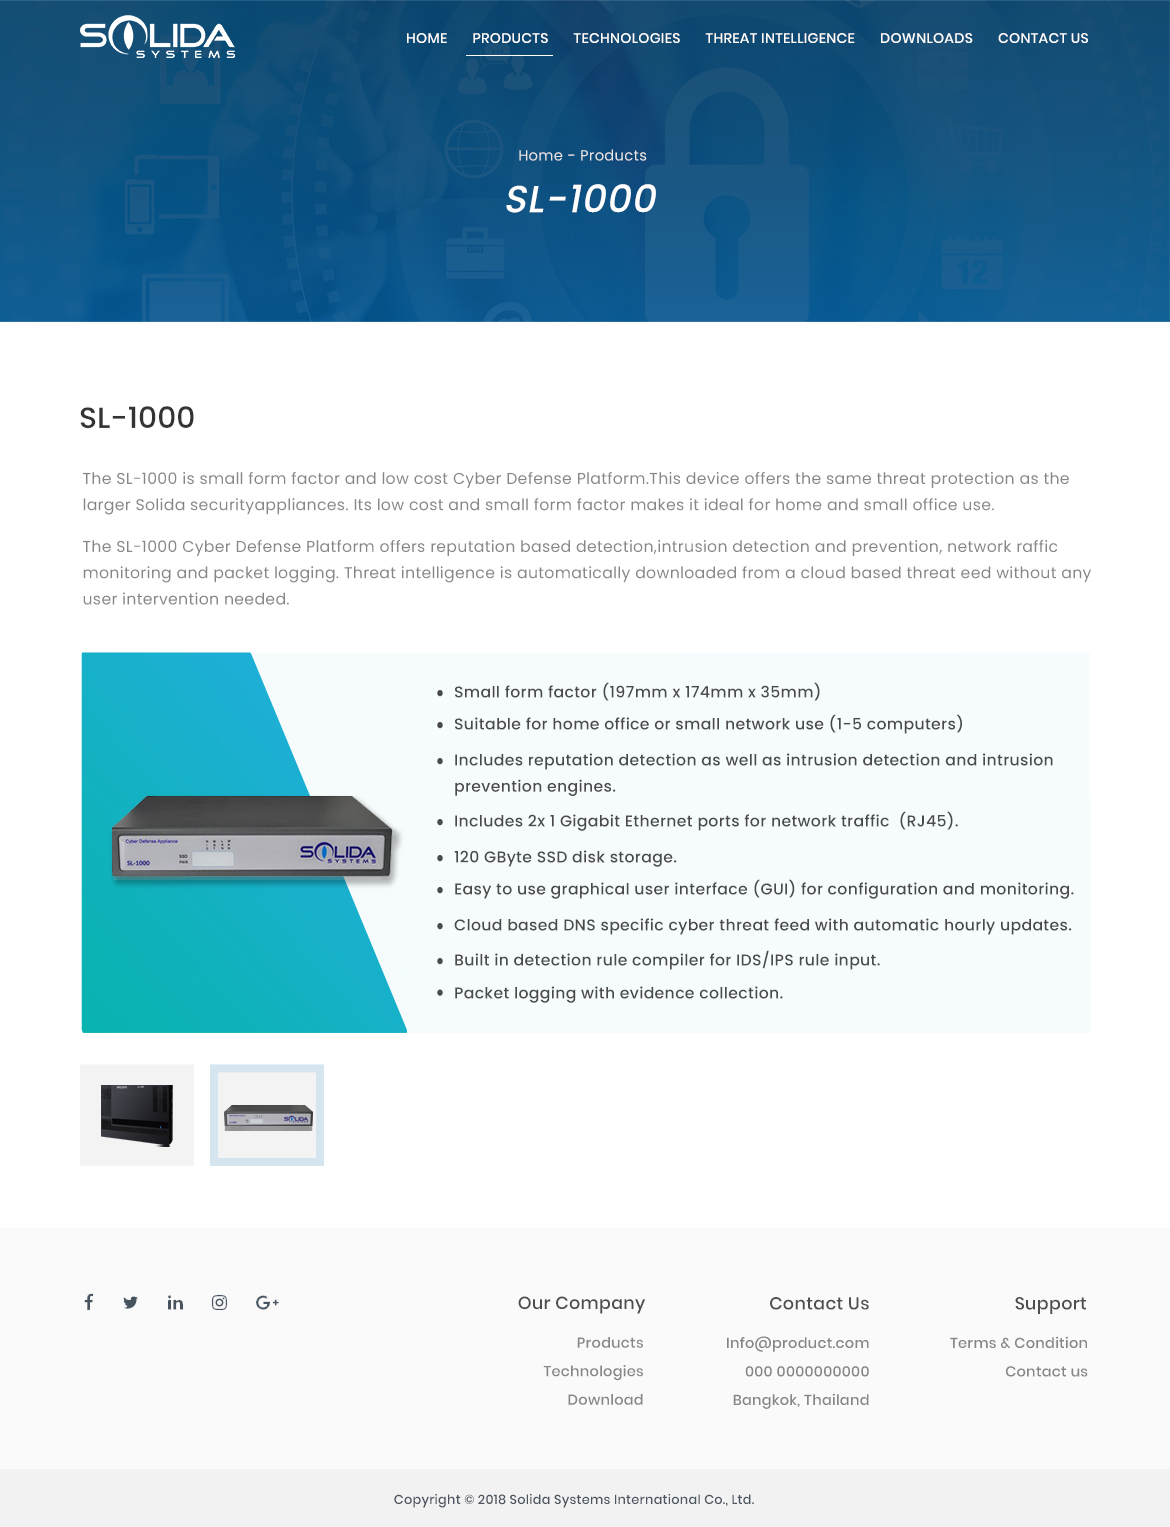 SOLIDA
SYSTEMS
HOME PRODUCTS TECHNOLOGIES THREAT INTELLIGENCE DOWNLOADS CONTACT US
Home - Products
SL-1000
12
SL-1000
The SL-1000 is small form factor and low cost Cyber Defense Platform.This device offers the same threat protection as the
larger Solida securityappliances. Its low cost and small form factor makes it ideal for home and small office use.
The SL-1000 Cyber Defense Platform offers reputation based detection,intrusion detection and prevention, network raffic
monitoring and packet logging. Threat intelligence is automatically downloaded from a cloud based threat eed without any
user intervention needed.
Cyber Defense Appliance
SSD
PWR
SL-1000
SOLIDA
SYSTEMS
• Small form factor (197mm x 174mm x 35mm)
• Suitable for home office or small network use (1-5 computers)
• Includes reputation detection as well as intrusion detection and intrusion
prevention engines.
• Includes 2x 1 Gigabit Ethernet ports for network traffic (RJ45).
• 120 GByte SSD disk storage.
• Easy to use graphical user interface (GUI) for configuration and monitoring.
• Cloud based DNS specific cyber threat feed with automatic hourly updates.
• Built in detection rule compiler for IDS/IPS rule input.
• Packet logging with evidence collection.
SOLIDA
Our Company
Products
Technologies
Download
Contact Us
Info@product.com
000 0000000000
Bangkok, Thailand
Support
Terms & Condition
Contact us
Copyright © 2018 Solida Systems International Co., Ltd.